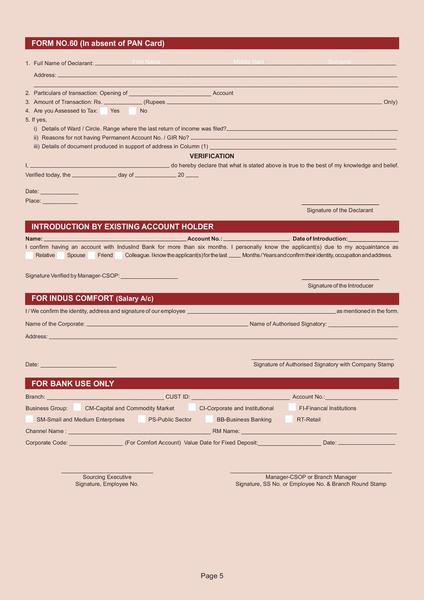 FORM NO.60 (In absent of PAN Card)
First Name Middle Name Surname
1. Full Name of Declarant:
Address:
2. Particulars of transaction: Opening of Account
3. Amount of Transaction: Rs. (Rupees Only)
4. Are you Assessed to Tax: Yes No
5. If yes,
i) Details of Ward / Circle. Range where the last return of income was filed?
ii) Reasons for not having Permanent Account No./ GIR No?
iii) Details of document produced in support of address in Column (1)
VERIFICATION
I, do hereby declare that what is stated above is true to the best of my knowledge and belief.
Verified today, the day of 20
Date:
Place:
Signature of the Declarant
INTRODUCTION BY EXISTING ACCOUNT HOLDER
Name: Account No.: Date of Introduction:
I confirm having an account with IndusInd Bank for more than six months. I personally know the applicant(s) due to my acquaintance as
Relative Spouse Friend Colleague. I know the applicant(s) for the last Months / Years and confirm their identity, occupation and address.
Signature Verified by Manager-CSOP:
Signature of the Introducer
FOR INDUS COMFORT (Salary A/c)
I / We confirm the identity, address and signature of our employee as mentioned in the form.
Name of the Corporate: Name of Authorised Signatory:
Address:
Date:
Signature of Authorised Signatory with Company Stamp
FOR BANK USE ONLY
Branch: CUST ID: Account No.:
Business Group: CM-Capital and Commodity Market CI-Corporate and Institutional FI-Financial Institutions
SM-Small and Medium Enterprises PS-Public Sector BB-Business Banking RT-Retail
Channel Name : RM Name:
Corporate Code: (For Comfort Account) Value Date for Fixed Deposit: Date:
Sourcing Executive Manager-CSOP or Branch Manager
Signature, Employee No. Signature, SS No. or Employee No. & Branch Round Stamp
Page 5